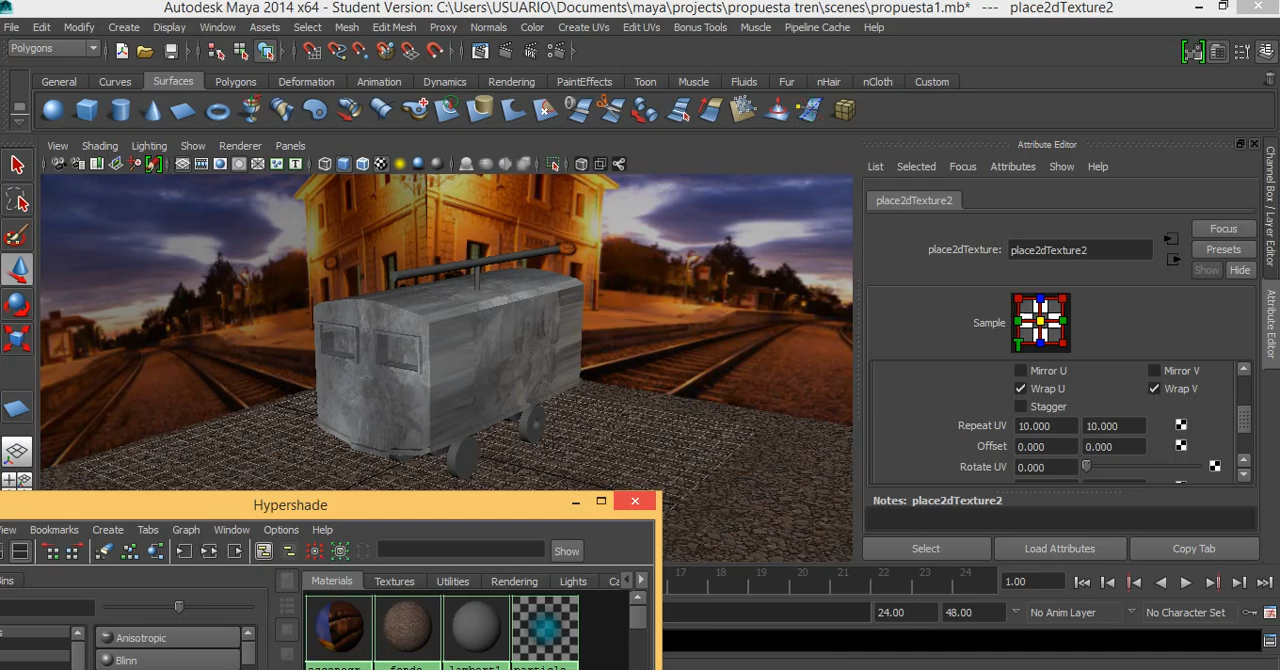 Autodesk Maya 2014 x64 - Student Version: C:\Users\USUARIO\Documents\maya\projects\propuesta tren\scenes\propuesta1.mb* --- place2dTexture2
File Edit Modify Create Display Window Assets Select Mesh Edit Mesh Proxy Normals Color Create UVs Edit UVs Bonus Tools Muscle Pipeline Cache Help
Polygons
General Curves Surfaces Polygons Deformation Animation Dynamics Rendering PaintEffects Toon Muscle Fluids Fur nHair nCloth Custom
View Shading Lighting Show Renderer Panels
Attribute Editor
List Selected Focus Attributes Show Help
place2dTexture2
Focus
place2dTexture: place2dTexture2
Presets
Show Hide
Sample
Mirror U Mirror V
Wrap U Wrap V
Stagger
Repeat UV 10.000 10.000
Offset 0.000 0.000
Rotate UV 0.000
Notes: place2dTexture2
Select Load Attributes Copy Tab
Channel Box / Layer Editor
Attribute Editor
Hypershade
Bookmarks Create Tabs Graph Window Options Help
Show
Materials Textures Utilities Rendering Lights
Anisotropic
Blinn
fondo lambert1
17 18 19 20 21 22 23 24 1.00
24.00 48.00 No Anim Layer No Character Set